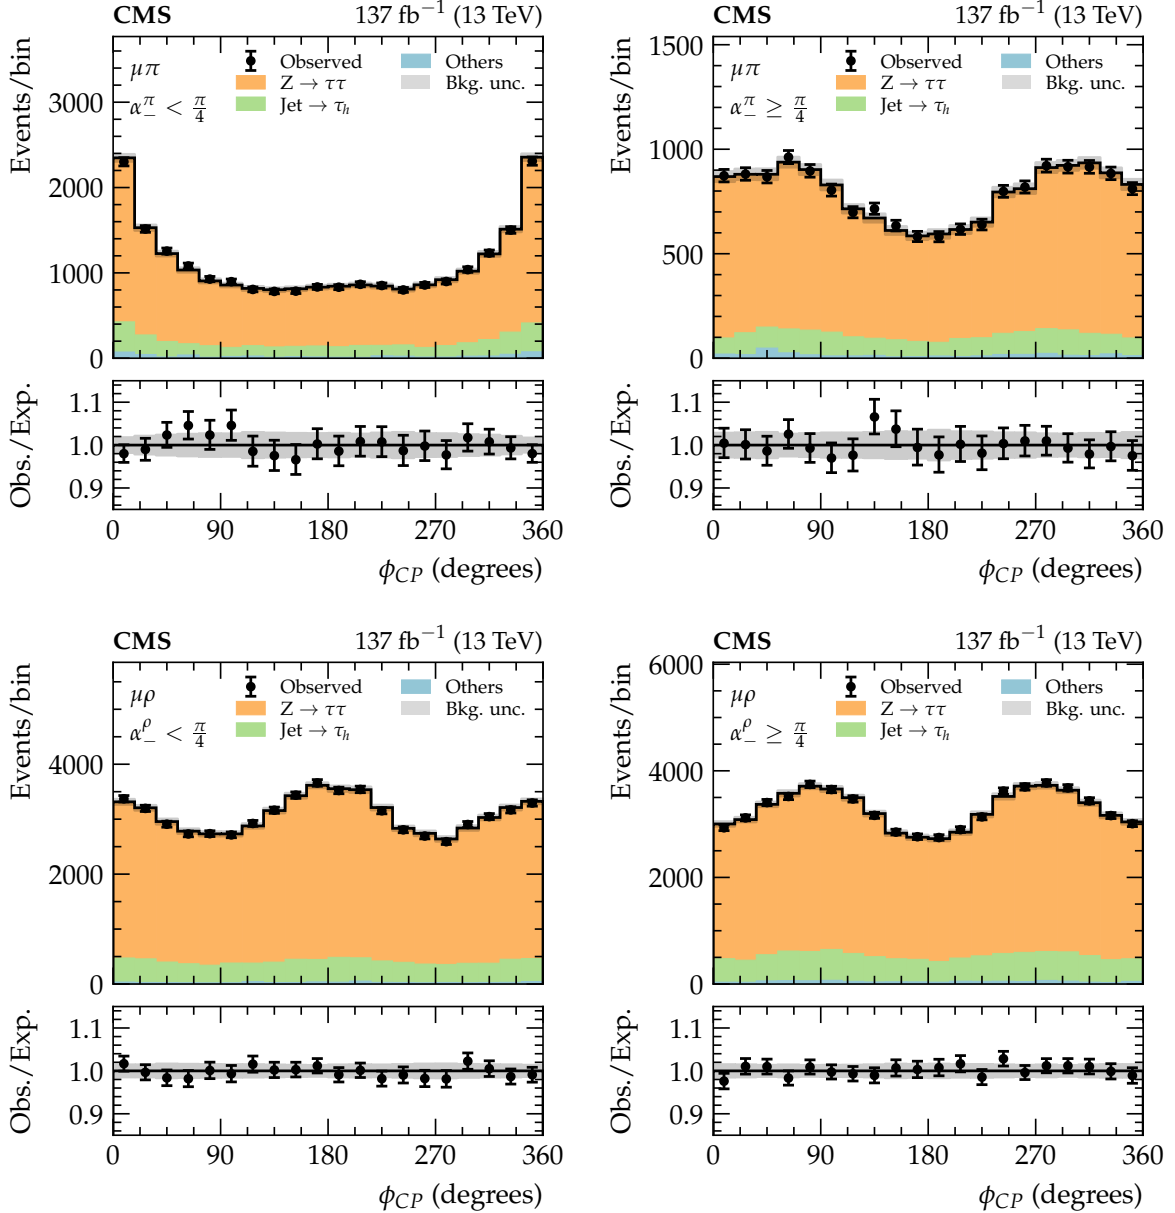 CMS 137 fb⁻¹ (13 TeV)
Events/bin
μπ
α₋^π < π/4
Observed
Z → ττ
Jet → τₕ
Others
Bkg. unc.
3000
2000
1000
0
Obs./Exp.
1.1
1.0
0.9
0 90 180 270 360
ϕ_CP (degrees)
CMS 137 fb⁻¹ (13 TeV)
Events/bin
μπ
α₋^π ≥ π/4
Observed
Z → ττ
Jet → τₕ
Others
Bkg. unc.
1500
1000
500
0
Obs./Exp.
1.1
1.0
0.9
0 90 180 270 360
ϕ_CP (degrees)
CMS 137 fb⁻¹ (13 TeV)
Events/bin
μρ
α₋^ρ < π/4
Observed
Z → ττ
Jet → τₕ
Others
Bkg. unc.
4000
2000
0
Obs./Exp.
1.1
1.0
0.9
0 90 180 270 360
ϕ_CP (degrees)
CMS 137 fb⁻¹ (13 TeV)
Events/bin
μρ
α₋^ρ ≥ π/4
Observed
Z → ττ
Jet → τₕ
Others
Bkg. unc.
6000
4000
2000
0
Obs./Exp.
1.1
1.0
0.9
0 90 180 270 360
ϕ_CP (degrees)